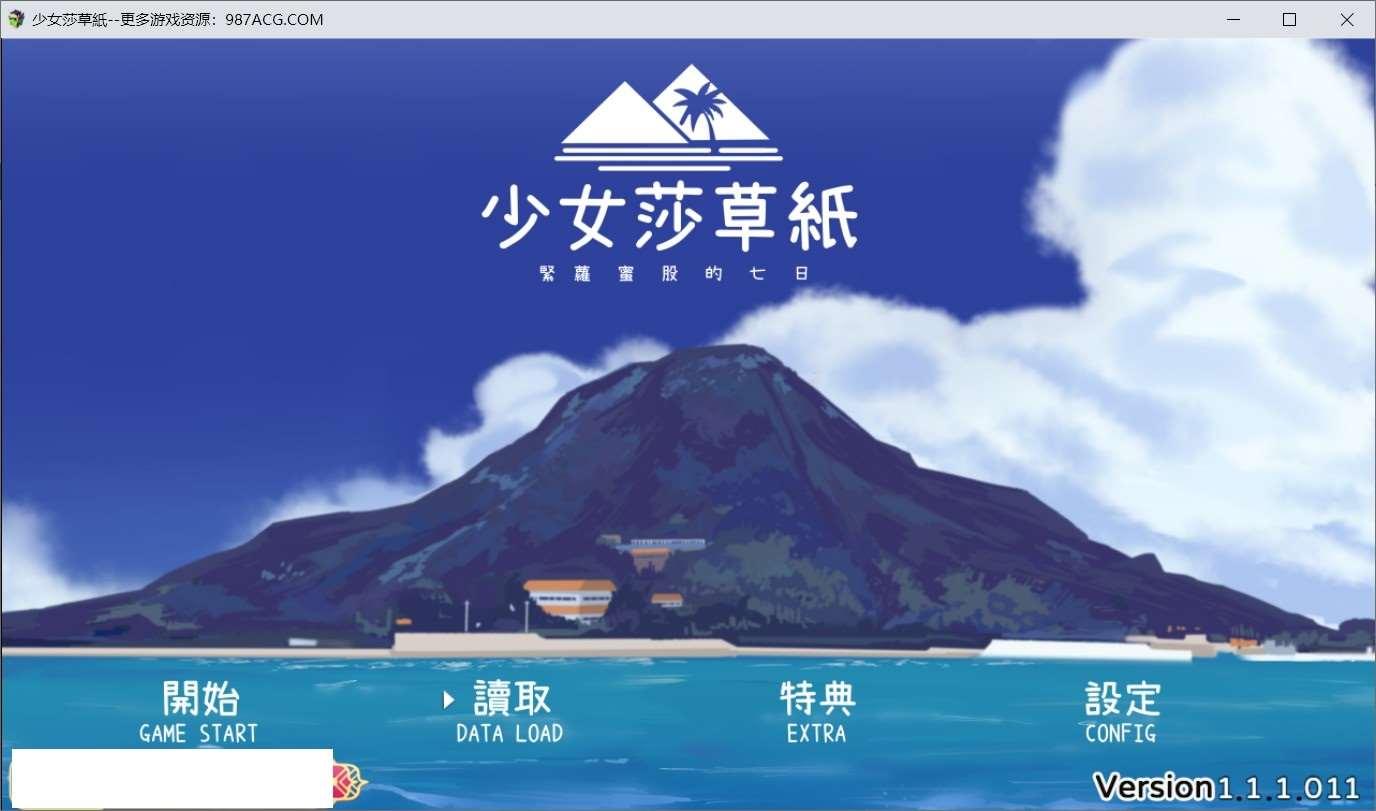 少女莎草紙--更多游戏资源：987ACG.COM
少女莎草紙
緊蘿蜜股的七日
開始
GAME START
讀取
DATA LOAD
特典
EXTRA
設定
CONFIG
Version1.1.1.011